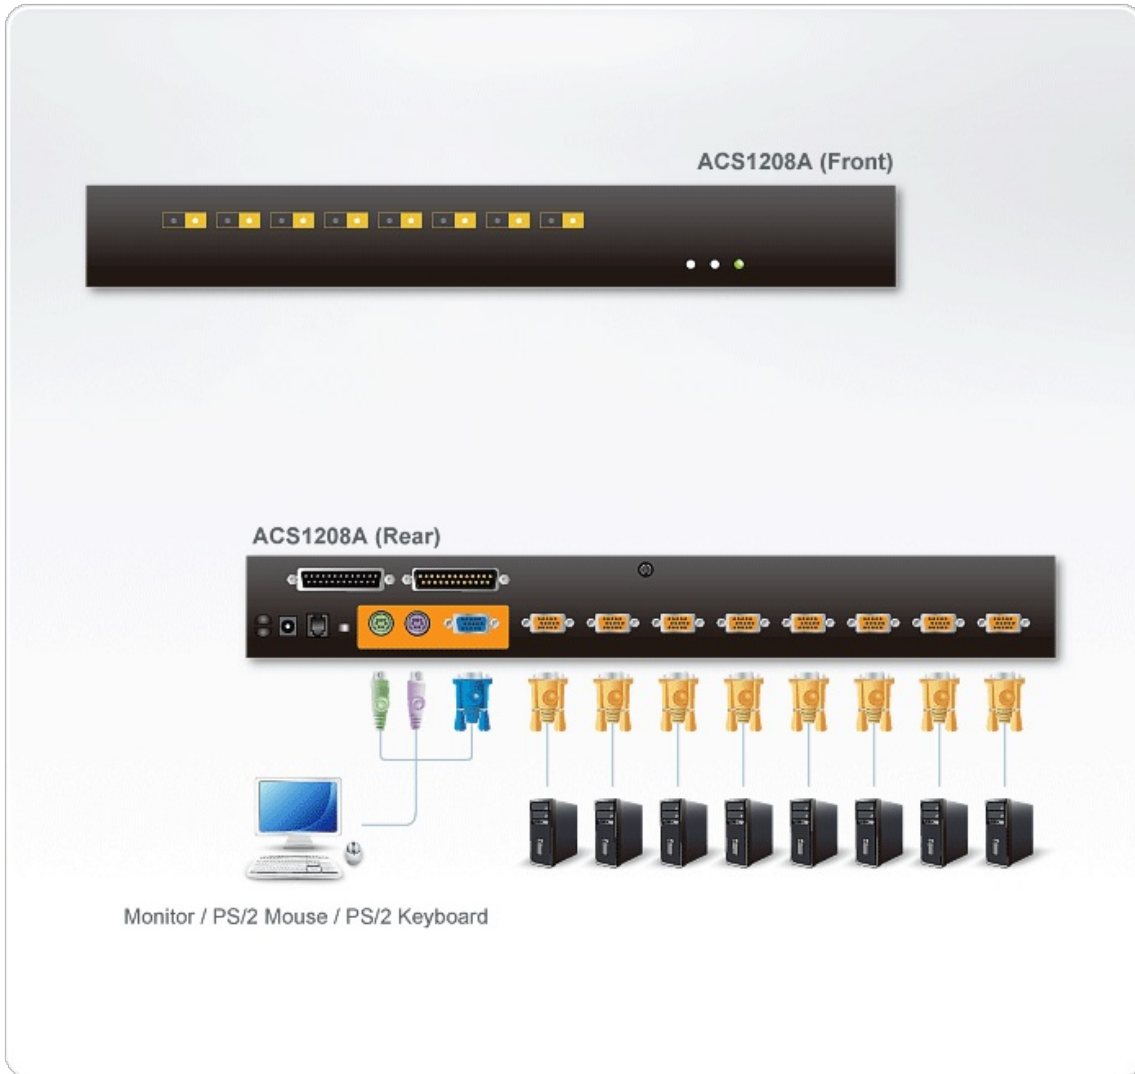 ACS1208A (Front)
ACS1208A (Rear)
Monitor / PS/2 Mouse / PS/2 Keyboard